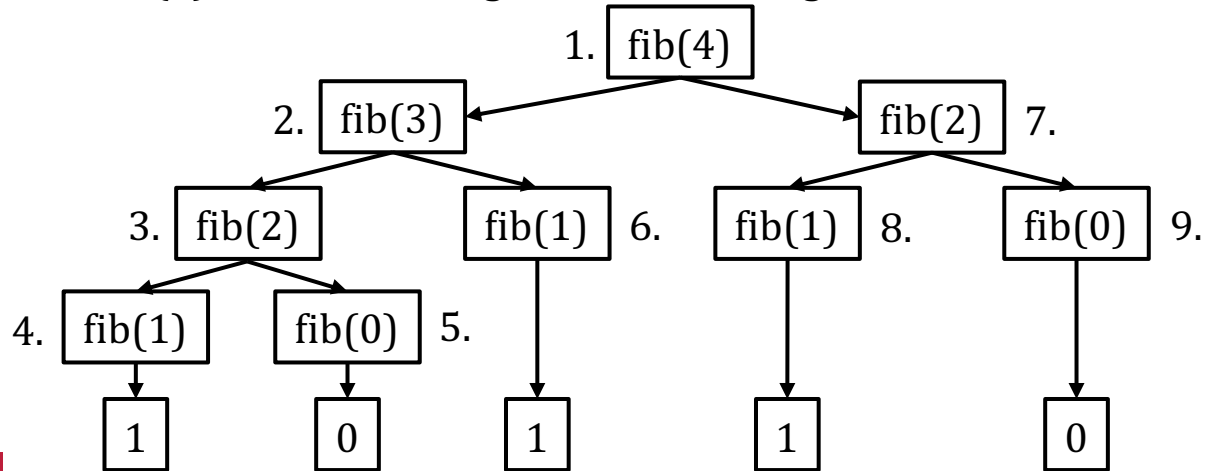 1. fib(4)
2. fib(3) fib(2) 7.
3. fib(2) fib(1) 6. fib(1) 8. fib(0) 9.
4. fib(1) fib(0) 5.
1 0 1 1 0